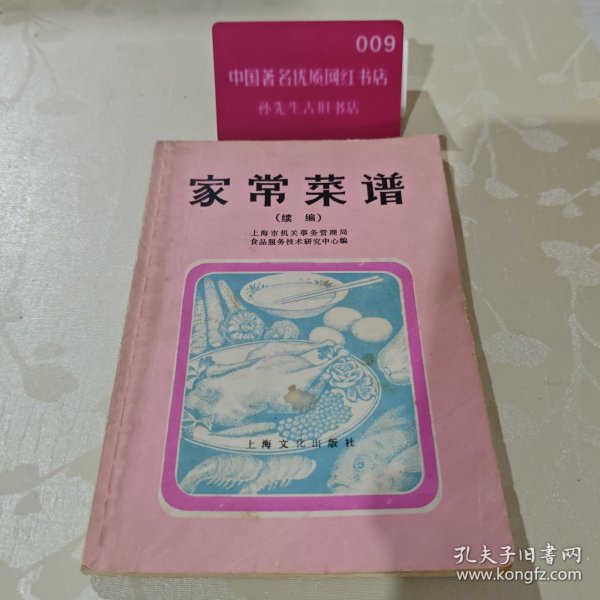 009
中国著名优质网红书店
孙先生古旧书店
家常菜谱
(续编)
上海市机关事务管理局
食品服务技术研究中心编
上海文化出版社
孔夫子旧书网
www.kongfz.com